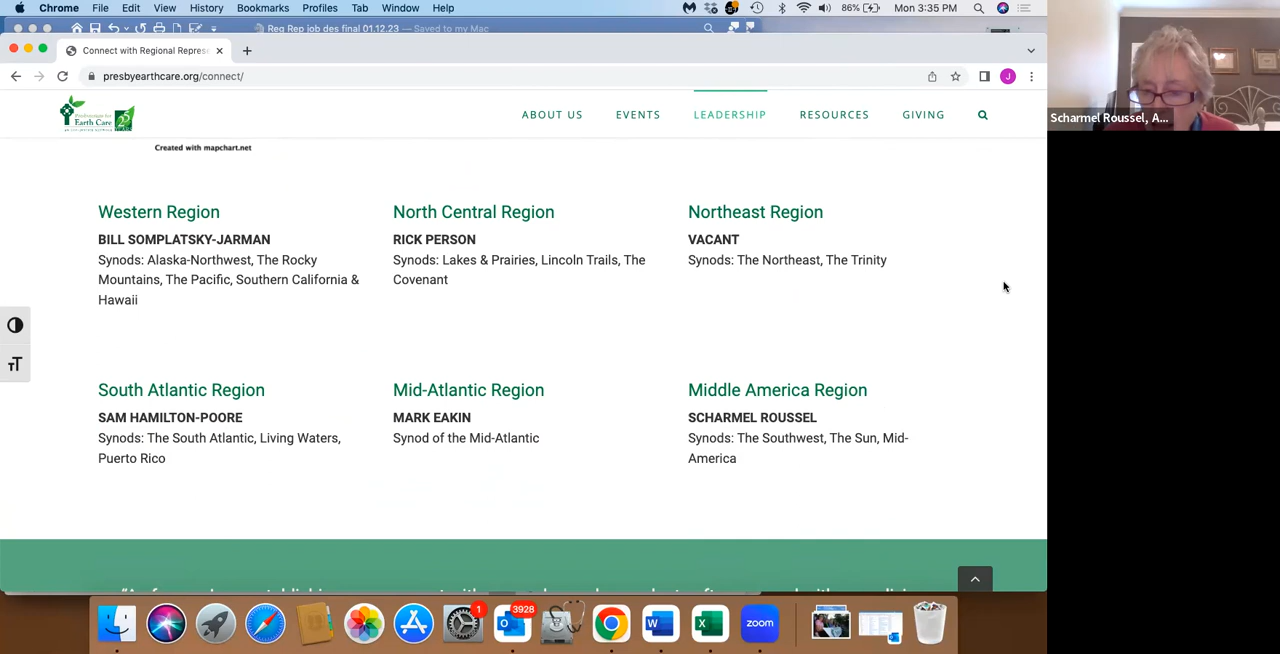 Chrome File Edit View History Bookmarks Profiles Tab Window Help 86% Mon 3:35 PM
Reg Rep job des final 01.12.23 — Saved to my Mac
Connect with Regional Repres
presbyearthcare.org/connect/ J
Earth Care 25
ABOUT US EVENTS LEADERSHIP RESOURCES GIVING
Created with mapchart.net
Western Region
BILL SOMPLATSKY-JARMAN
Synods: Alaska-Northwest, The Rocky
Mountains, The Pacific, Southern California &
Hawaii
North Central Region
RICK PERSON
Synods: Lakes & Prairies, Lincoln Trails, The
Covenant
Northeast Region
VACANT
Synods: The Northeast, The Trinity
South Atlantic Region
SAM HAMILTON-POORE
Synods: The South Atlantic, Living Waters,
Puerto Rico
Mid-Atlantic Region
MARK EAKIN
Synod of the Mid-Atlantic
Middle America Region
SCHARMEL ROUSSEL
Synods: The Southwest, The Sun, Mid-
America
TT
1
3928
zoom
Scharmel Roussel, A...